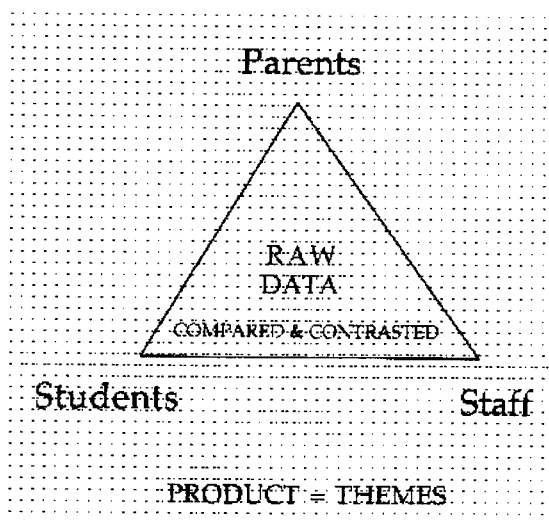 Parents
RAW
DATA
COMPARED & CONTRASTED
Students Staff
PRODUCT = THEMES